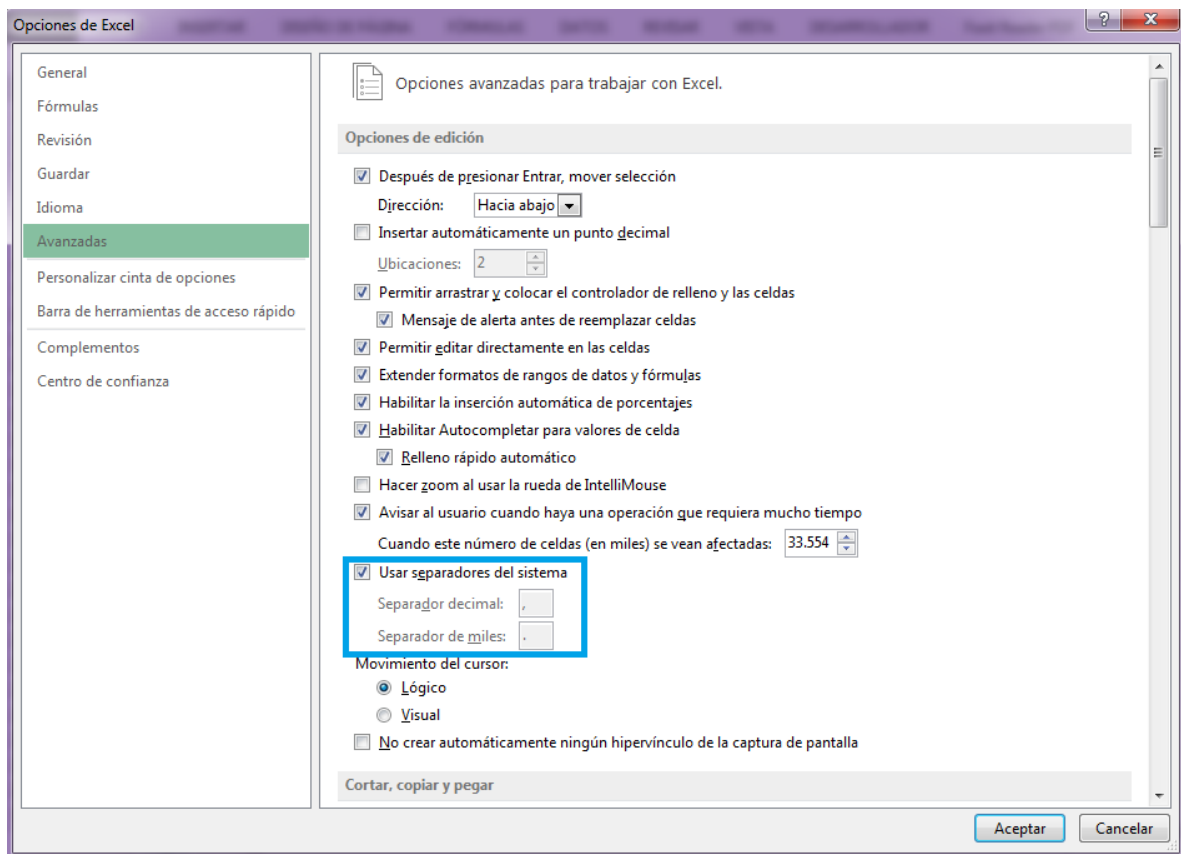 Opciones de Excel
General
Fórmulas
Revisión
Guardar
Idioma
Avanzadas
Personalizar cinta de opciones
Barra de herramientas de acceso rápido
Complementos
Centro de confianza
Opciones avanzadas para trabajar con Excel.
Opciones de edición
Después de presionar Entrar, mover selección
Dirección: Hacia abajo
Insertar automáticamente un punto decimal
Ubicaciones: 2
Permitir arrastrar y colocar el controlador de relleno y las celdas
Mensaje de alerta antes de reemplazar celdas
Permitir editar directamente en las celdas
Extender formatos de rangos de datos y fórmulas
Habilitar la inserción automática de porcentajes
Habilitar Autocompletar para valores de celda
Relleno rápido automático
Hacer zoom al usar la rueda de IntelliMouse
Avisar al usuario cuando haya una operación que requiera mucho tiempo
Cuando este número de celdas (en miles) se vean afectadas: 33.554
Usar separadores del sistema
Separador decimal: ,
Separador de miles: .
Movimiento del cursor:
Lógico
Visual
No crear automáticamente ningún hipervínculo de la captura de pantalla
Cortar, copiar y pegar
Aceptar
Cancelar